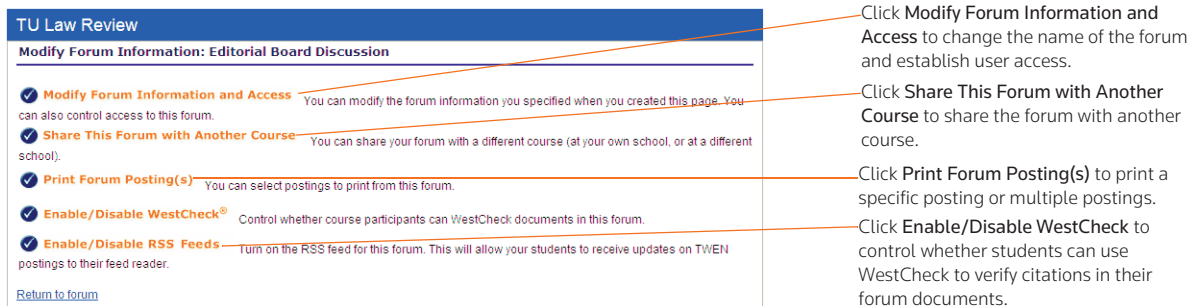 TU Law Review
Modify Forum Information: Editorial Board Discussion
Modify Forum Information and Access You can modify the forum information you specified when you created this page. You
can also control access to this forum.
Share This Forum with Another Course You can share your forum with a different course (at your own school, or at a different
school).
Print Forum Posting(s) You can select postings to print from this forum.
Enable/Disable WestCheck® Control whether course participants can WestCheck documents in this forum.
Enable/Disable RSS Feeds Turn on the RSS feed for this forum. This will allow your students to receive updates on TWEN
postings to their feed reader.
Return to forum
Click Modify Forum Information and
Access to change the name of the forum
and establish user access.
Click Share This Forum with Another
Course to share the forum with another
course.
Click Print Forum Posting(s) to print a
specific posting or multiple postings.
Click Enable/Disable WestCheck to
control whether students can use
WestCheck to verify citations in their
forum documents.